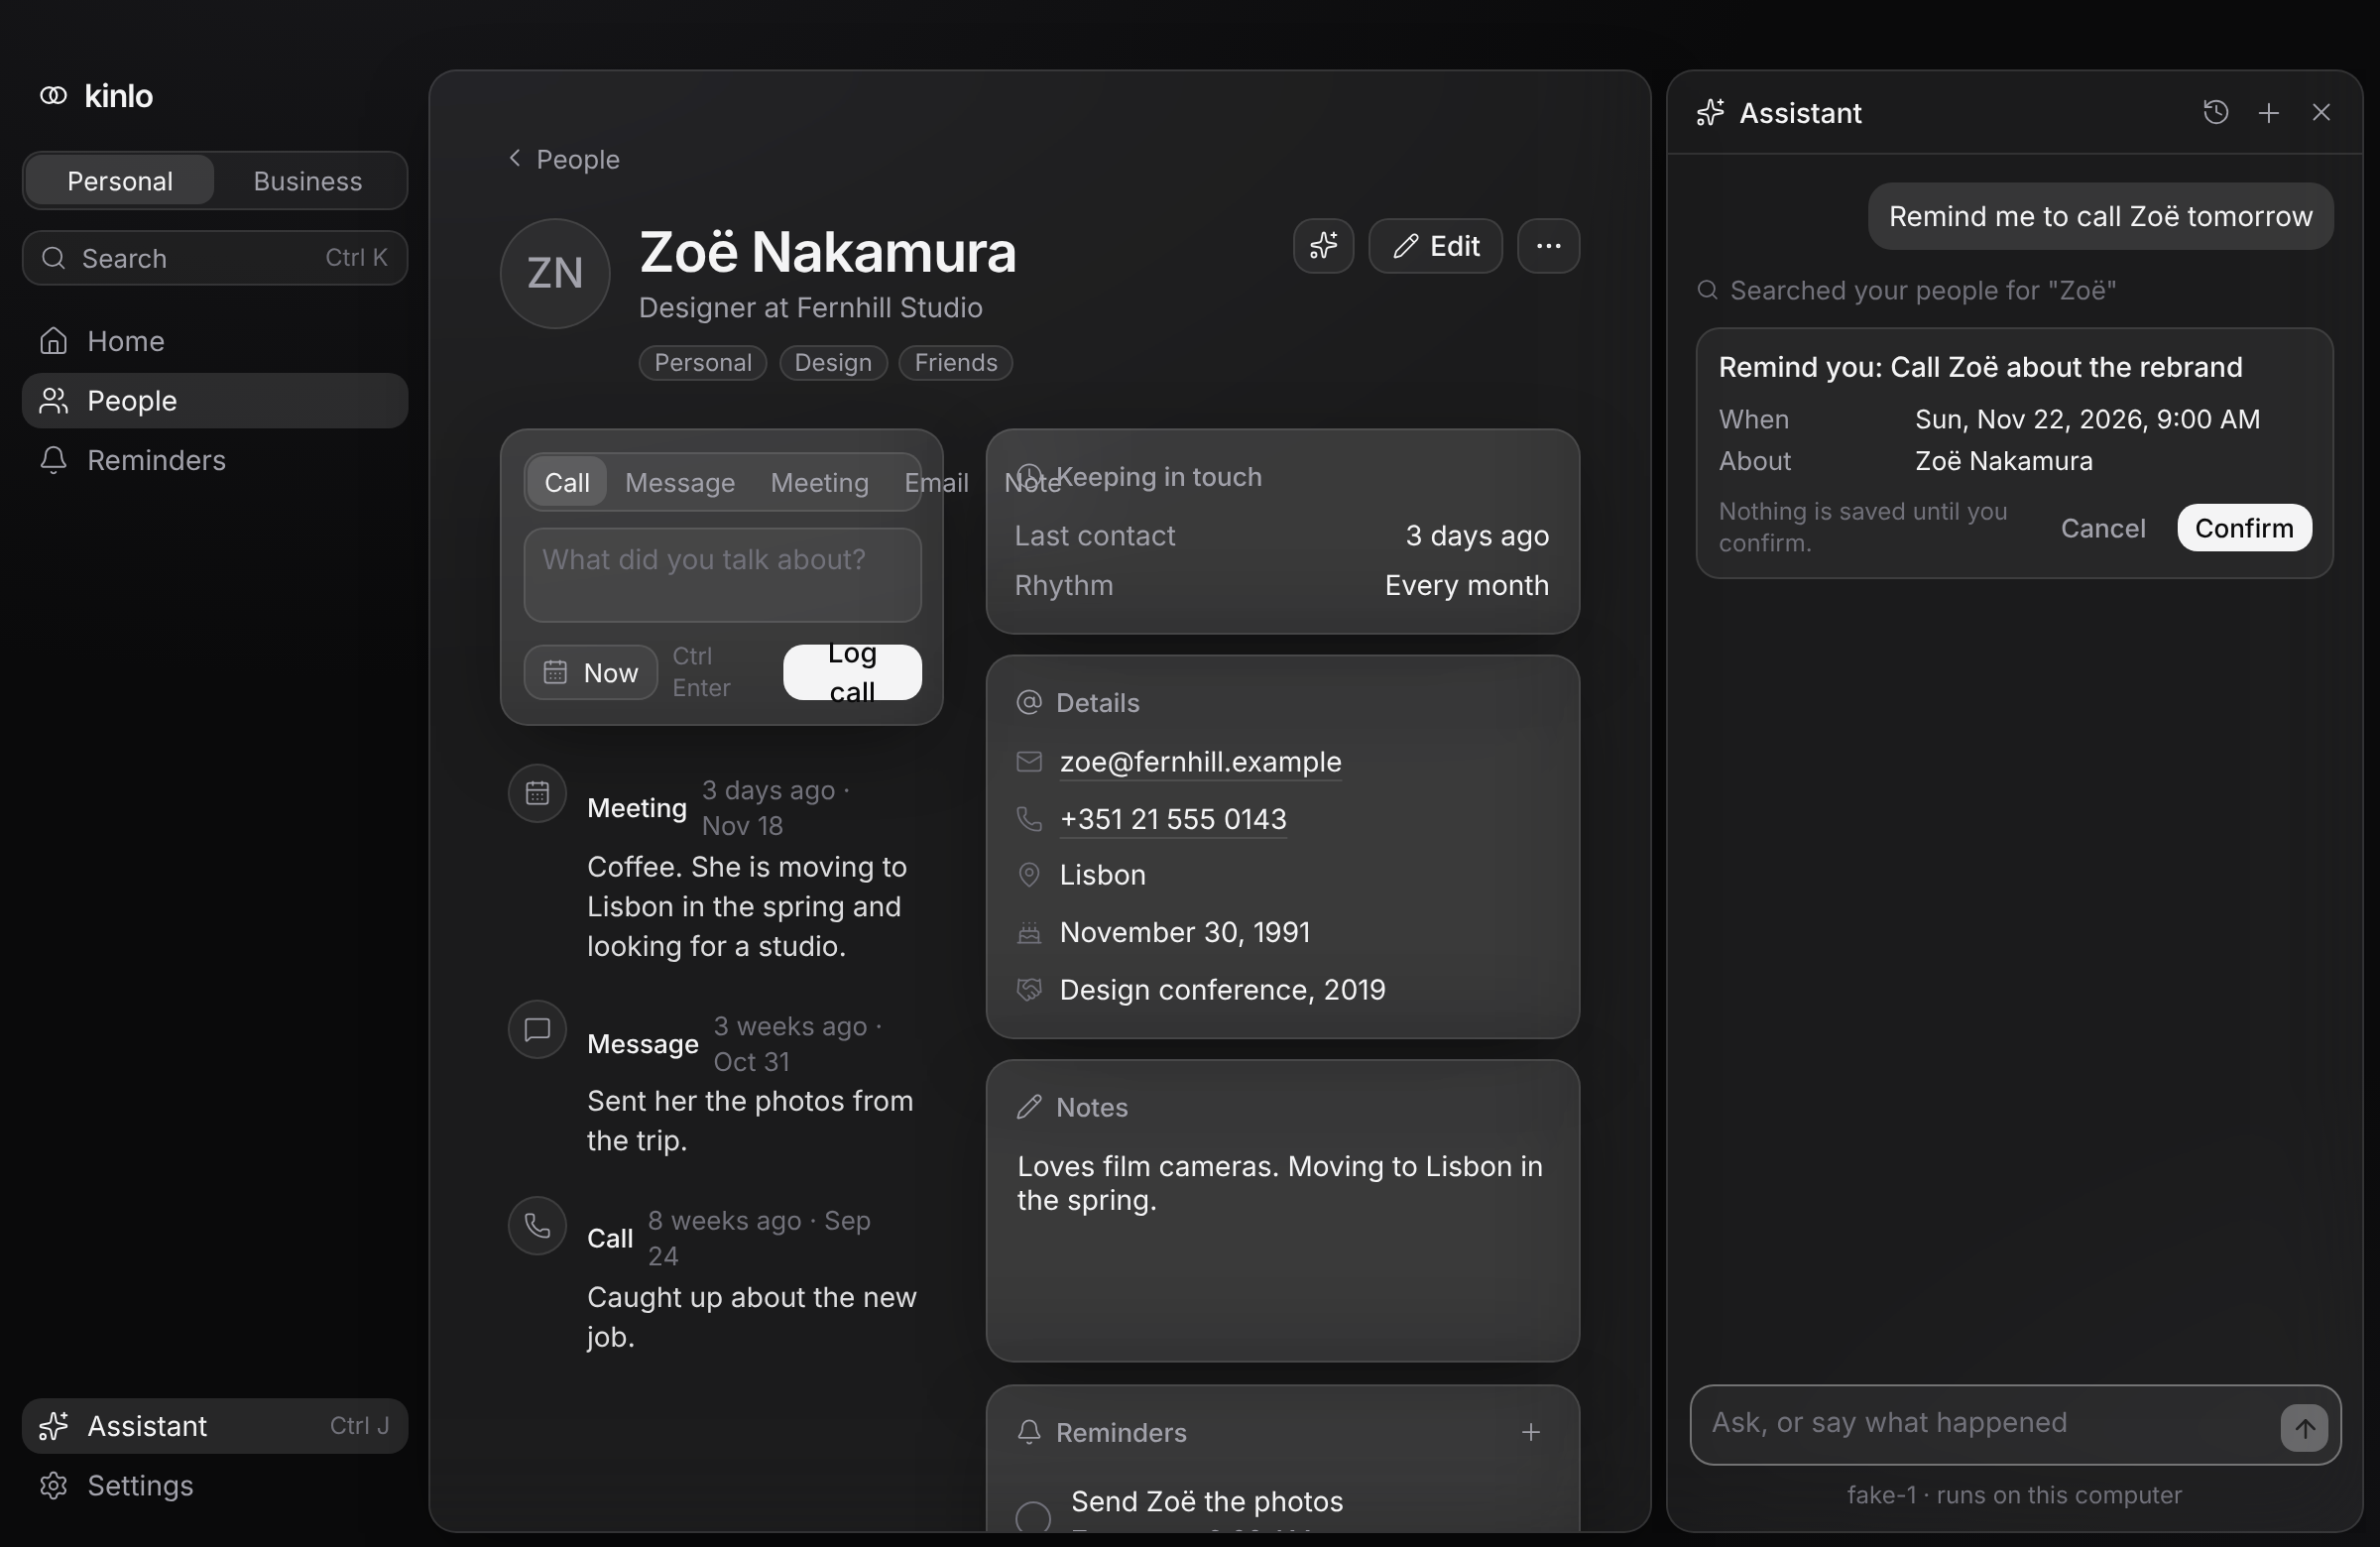 kinlo
Personal
Business
Search
Ctrl K
Home
People
Reminders
Assistant
Ctrl J
Settings
People
ZN
Zoë Nakamura
Designer at Fernhill Studio
Personal
Design
Friends
Edit
Call
Message
Meeting
Email
Note
What did you talk about?
Now
Ctrl
Enter
Log
call
Meeting
3 days ago ·
Nov 18
Coffee. She is moving to
Lisbon in the spring and
looking for a studio.
Message
3 weeks ago ·
Oct 31
Sent her the photos from
the trip.
Call
8 weeks ago · Sep
24
Caught up about the new
job.
Keeping in touch
Last contact
3 days ago
Rhythm
Every month
Details
zoe@fernhill.example
+351 21 555 0143
Lisbon
November 30, 1991
Design conference, 2019
Notes
Loves film cameras. Moving to Lisbon in
the spring.
Reminders
Send Zoë the photos
Assistant
Remind me to call Zoë tomorrow
Searched your people for "Zoë"
Remind you: Call Zoë about the rebrand
When
Sun, Nov 22, 2026, 9:00 AM
About
Zoë Nakamura
Nothing is saved until you
confirm.
Cancel
Confirm
Ask, or say what happened
fake-1 · runs on this computer